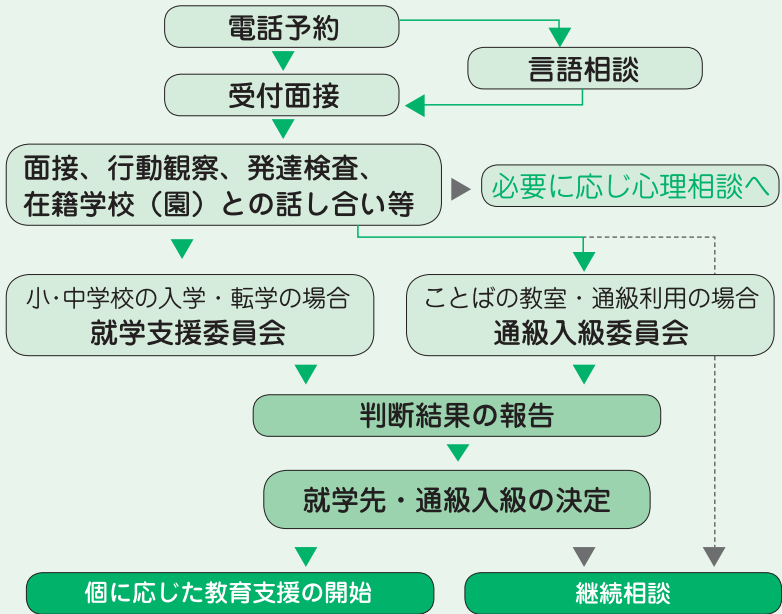 電話予約
言語相談
受付面接
面接、行動観察、発達検査、
在籍学校（園）との話し合い等
必要に応じ心理相談へ
小・中学校の入学・転学の場合
就学支援委員会
ことばの教室・通級利用の場合
通級入級委員会
判断結果の報告
就学先・通級入級の決定
個に応じた教育支援の開始
継続相談